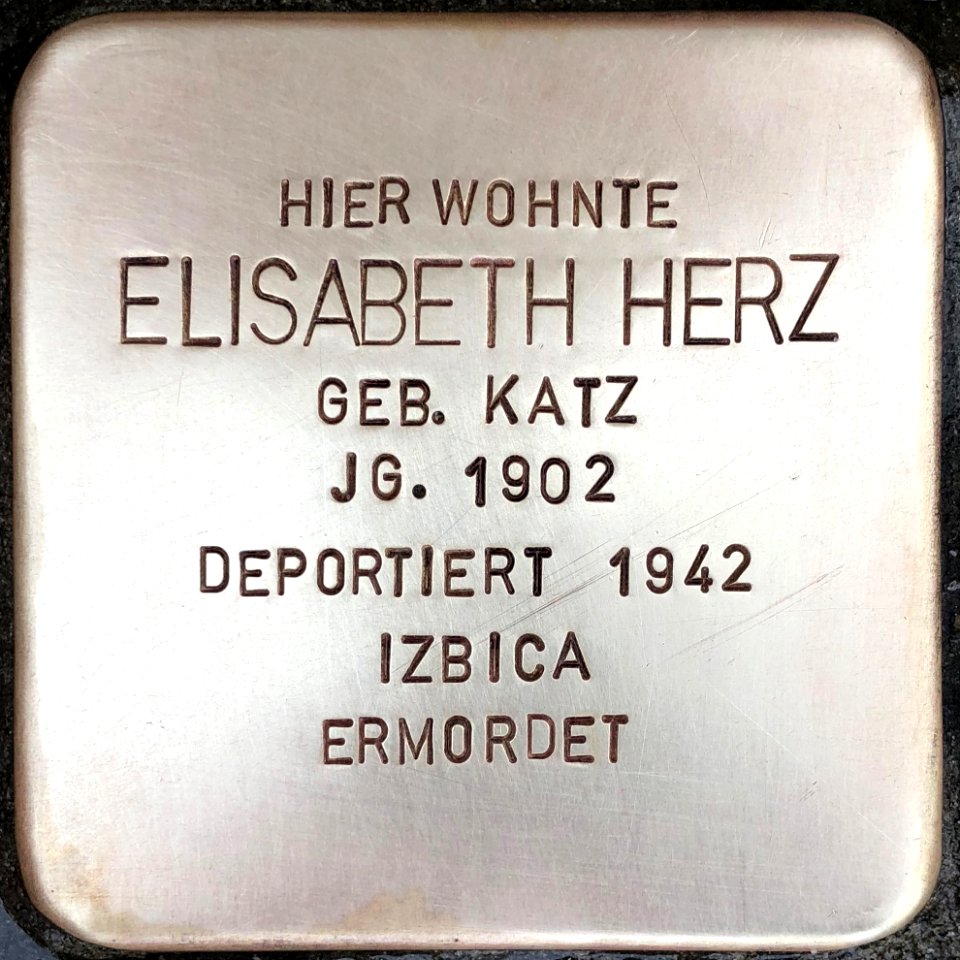 HIER WOHNTE
ELISABETH HERZ
GEB. KATZ
JG. 1902
DEPORTIERT 1942
IZBICA
ERMORDET